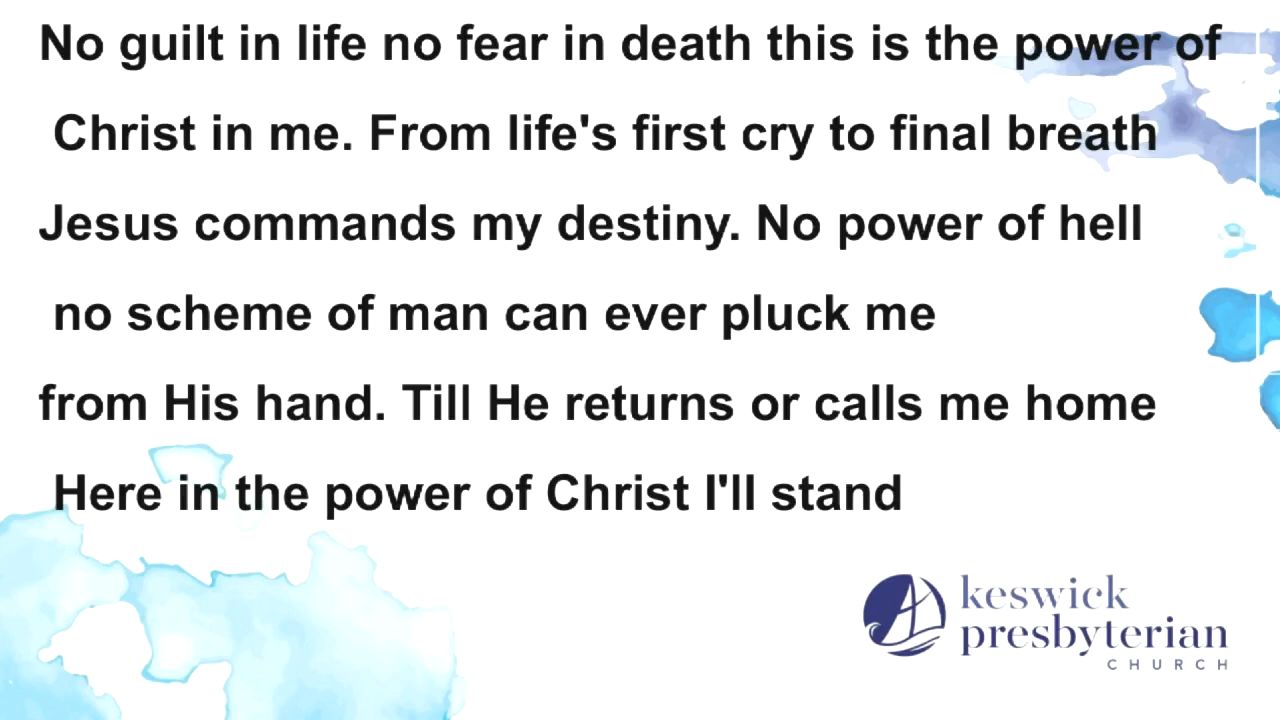 No guilt in life no fear in death this is the power of
Christ in me. From life's first cry to final breath
Jesus commands my destiny. No power of hell
no scheme of man can ever pluck me
from His hand. Till He returns or calls me home
Here in the power of Christ I'll stand
keswick
presbyterian
CHURCH